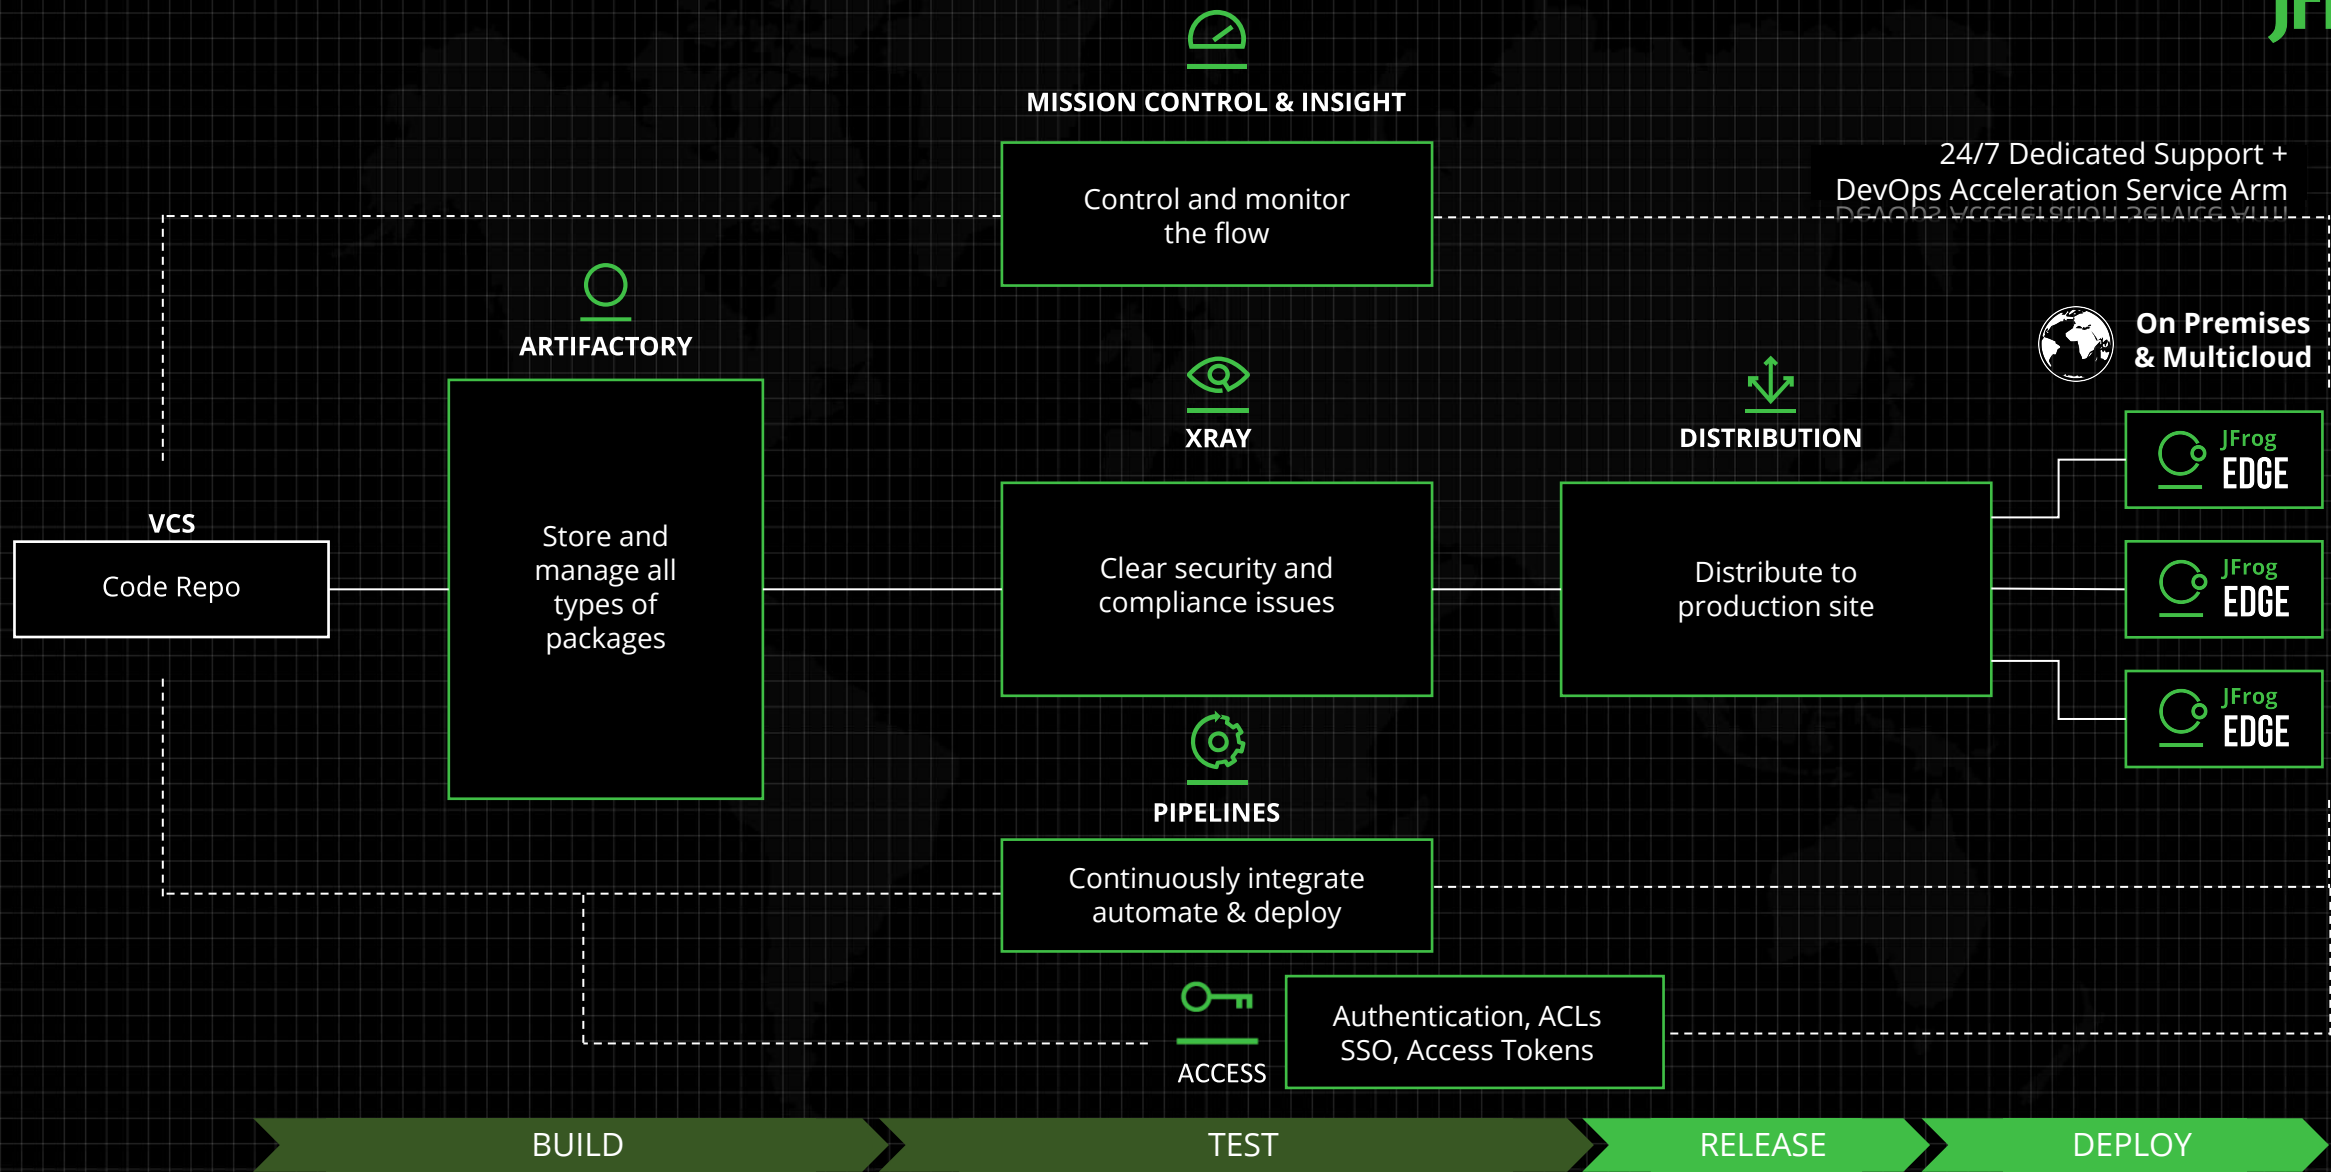 MISSION CONTROL & INSIGHT
Control and monitor
the flow
24/7 Dedicated Support +
DevOps Acceleration Service Arm
ARTIFACTORY
Store and
manage all
types of
packages
XRAY
Clear security and
compliance issues
DISTRIBUTION
Distribute to
production site
On Premises
& Multicloud
JFrog
EDGE
JFrog
EDGE
JFrog
EDGE
VCS
Code Repo
PIPELINES
Continuously integrate
automate & deploy
ACCESS
Authentication, ACLs
SSO, Access Tokens
BUILD
TEST
RELEASE
DEPLOY